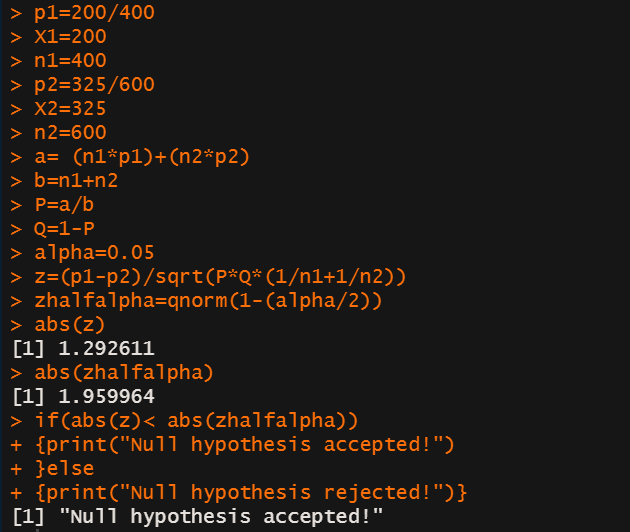 > p1=200/400
> X1=200
> n1=400
> p2=325/600
> X2=325
> n2=600
> a= (n1*p1)+(n2*p2)
> b=n1+n2
> P=a/b
> Q=1-P
> alpha=0.05
> z=(p1-p2)/sqrt(P*Q*(1/n1+1/n2))
> zhalfalpha=qnorm(1-(alpha/2))
> abs(z)
[1] 1.292611
> abs(zhalfalpha)
[1] 1.959964
> if(abs(z)< abs(zhalfalpha))
+ {print("Null hypothesis accepted!")
+ }else
+ {print("Null hypothesis rejected!")}
[1] "Null hypothesis accepted!"